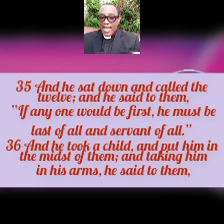 35 And he sat down and called the
twelve; and he said to them,
"If any one would be first, he must be
last of all and servant of all."
36 And he took a child, and put him in
the midst of them; and taking him
in his arms, he said to them,